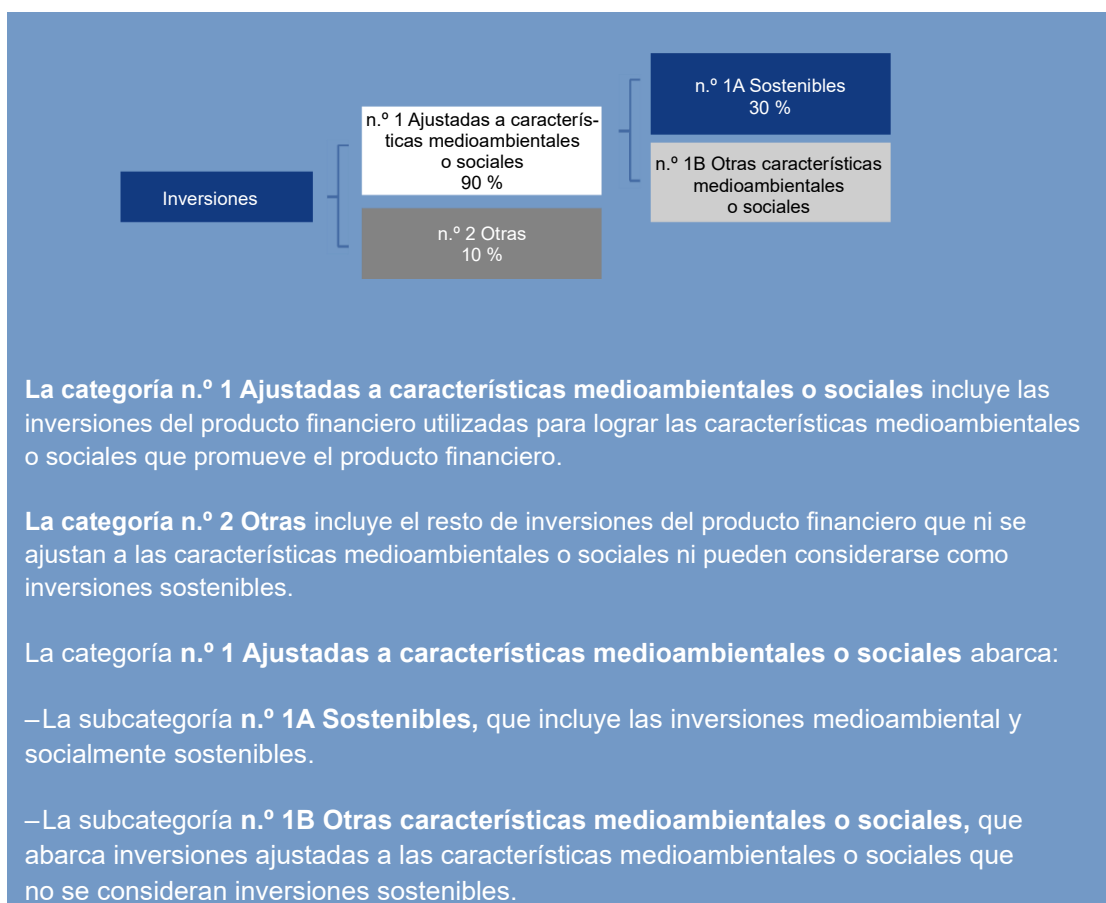 n.º 1A Sostenibles
30 %
n.º 1 Ajustadas a caracterís-
ticas medioambientales
o sociales
90 %
n.º 1B Otras características
medioambientales
o sociales
Inversiones
n.º 2 Otras
10 %
La categoría n.º 1 Ajustadas a características medioambientales o sociales incluye las
inversiones del producto financiero utilizadas para lograr las características medioambientales
o sociales que promueve el producto financiero.
La categoría n.º 2 Otras incluye el resto de inversiones del producto financiero que ni se
ajustan a las características medioambientales o sociales ni pueden considerarse como
inversiones sostenibles.
La categoría n.º 1 Ajustadas a características medioambientales o sociales abarca:
–La subcategoría n.º 1A Sostenibles, que incluye las inversiones medioambiental y
socialmente sostenibles.
–La subcategoría n.º 1B Otras características medioambientales o sociales, que
abarca inversiones ajustadas a las características medioambientales o sociales que
no se consideran inversiones sostenibles.